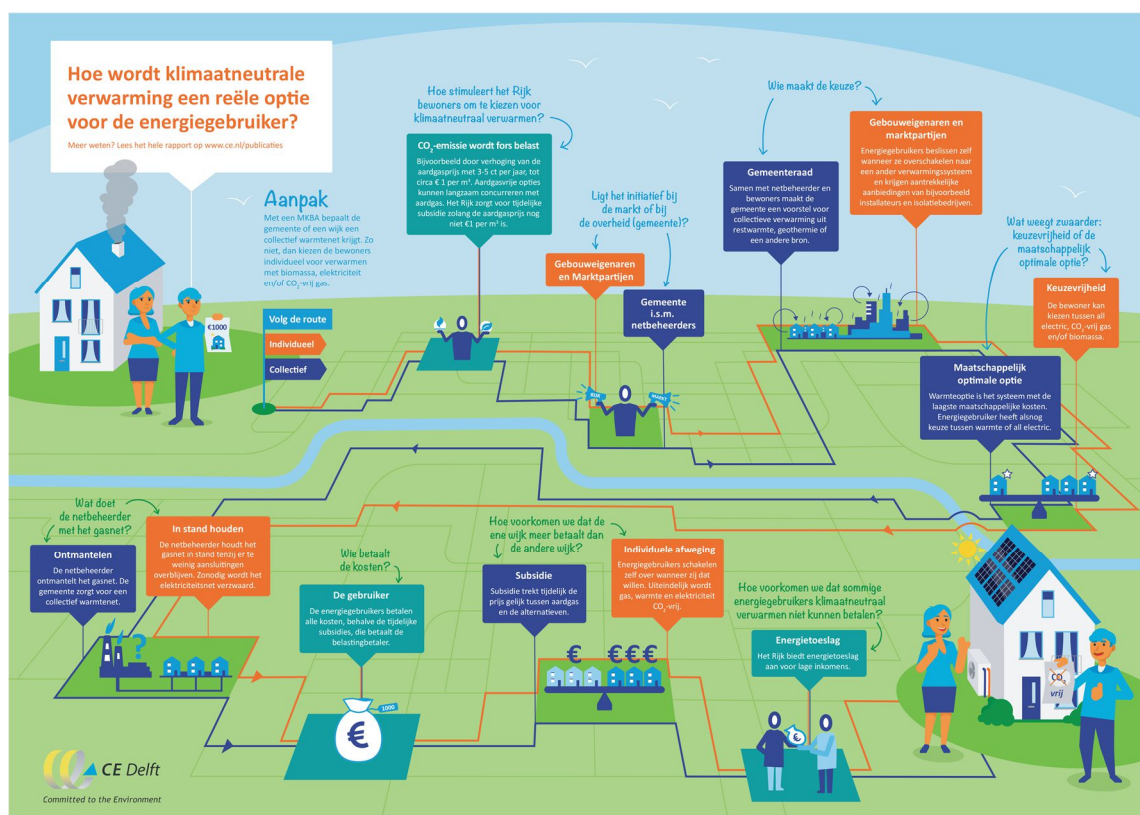 Hoe wordt klimaatneutrale
verwarming een reële optie
voor de energiegebruiker?
Meer weten? Lees het hele rapport op www.ce.nl/publicaties
Aanpak
Met een MKBA bepaalt de
gemeente of een wijk een
collectief warmtenet krijgt. Zo
niet, dan kiezen de bewoners
individueel voor verwarmen
met biomassa, elektriciteit
en/of CO₂-vrij gas.
€1000
Volg de route
Individueel
Collectief
Hoe stimuleert het Rijk
bewoners om te kiezen voor
klimaatneutraal verwarmen?
CO₂-emissie wordt fors belast
Bijvoorbeeld door verhoging van de
aardgasprijs met 3-5 ct per jaar, tot
circa € 1 per m³. Aardgasvrije opties
kunnen langzaam concurreren met
aardgas. Het Rijk zorgt voor tijdelijke
subsidie zolang de aardgasprijs nog
niet €1 per m³ is.
Ligt het initiatief bij
de markt of bij
de overheid (gemeente)?
Gebouweigenaren
en Marktpartijen
Gemeente
i.s.m.
netbeheerders
RIJK
MARKT
Wie maakt de keuze?
Gemeenteraad
Samen met netbeheerder en
bewoners maakt de
gemeente een voorstel voor
collectieve verwarming uit
restwarmte, geothermie of
een andere bron.
Gebouweigenaren en
marktpartijen
Energiegebruikers beslissen zelf
wanneer ze overschakelen naar
een ander verwarmingssysteem
en krijgen aantrekkelijke
aanbiedingen van bijvoorbeeld
installateurs en isolatiebedrijven.
Wat weegt zwaarder:
keuzevrijheid of de
maatschappelijk
optimale optie?
Keuzevrijheid
De bewoner kan
kiezen tussen all
electric, CO₂-vrij gas
en/of biomassa.
Maatschappelijk
optimale optie
Warmteoptie is het systeem met de
laagste maatschappelijke kosten.
Energiegebruiker heeft alsnog
keuze tussen warmte of all electric.
Wat doet
de netbeheerder
met het gasnet?
Ontmantelen
De netbeheerder
ontmantelt het gasnet. De
gemeente zorgt voor een
collectief warmtenet.
In stand houden
De netbeheerder houdt het
gasnet in stand tenzij er te
weinig aansluitingen
overblijven. Zonodig wordt het
elektriciteitsnet verzwaard.
?
Wie betaalt
de kosten?
De gebruiker
De energiegebruikers betalen
alle kosten, behalve de tijdelijke
subsidies, die betaalt de
belastingbetaler.
1000
€
Hoe voorkomen we dat de
ene wijk meer betaalt dan
de andere wijk?
Subsidie
Subsidie trekt tijdelijk de
prijs gelijk tussen aardgas
en de alternatieven.
Individuele afweging
Energiegebruikers schakelen
zelf over wanneer zij dat
willen. Uiteindelijk wordt
gas, warmte en elektriciteit
CO₂-vrij.
€ €€€
Hoe voorkomen we dat sommige
energiegebruikers klimaatneutraal
verwarmen niet kunnen betalen?
Energietoeslag
Het Rijk biedt energietoeslag
aan voor lage inkomens.
€
CO₂
vrij
CE Delft
Committed to the Environment